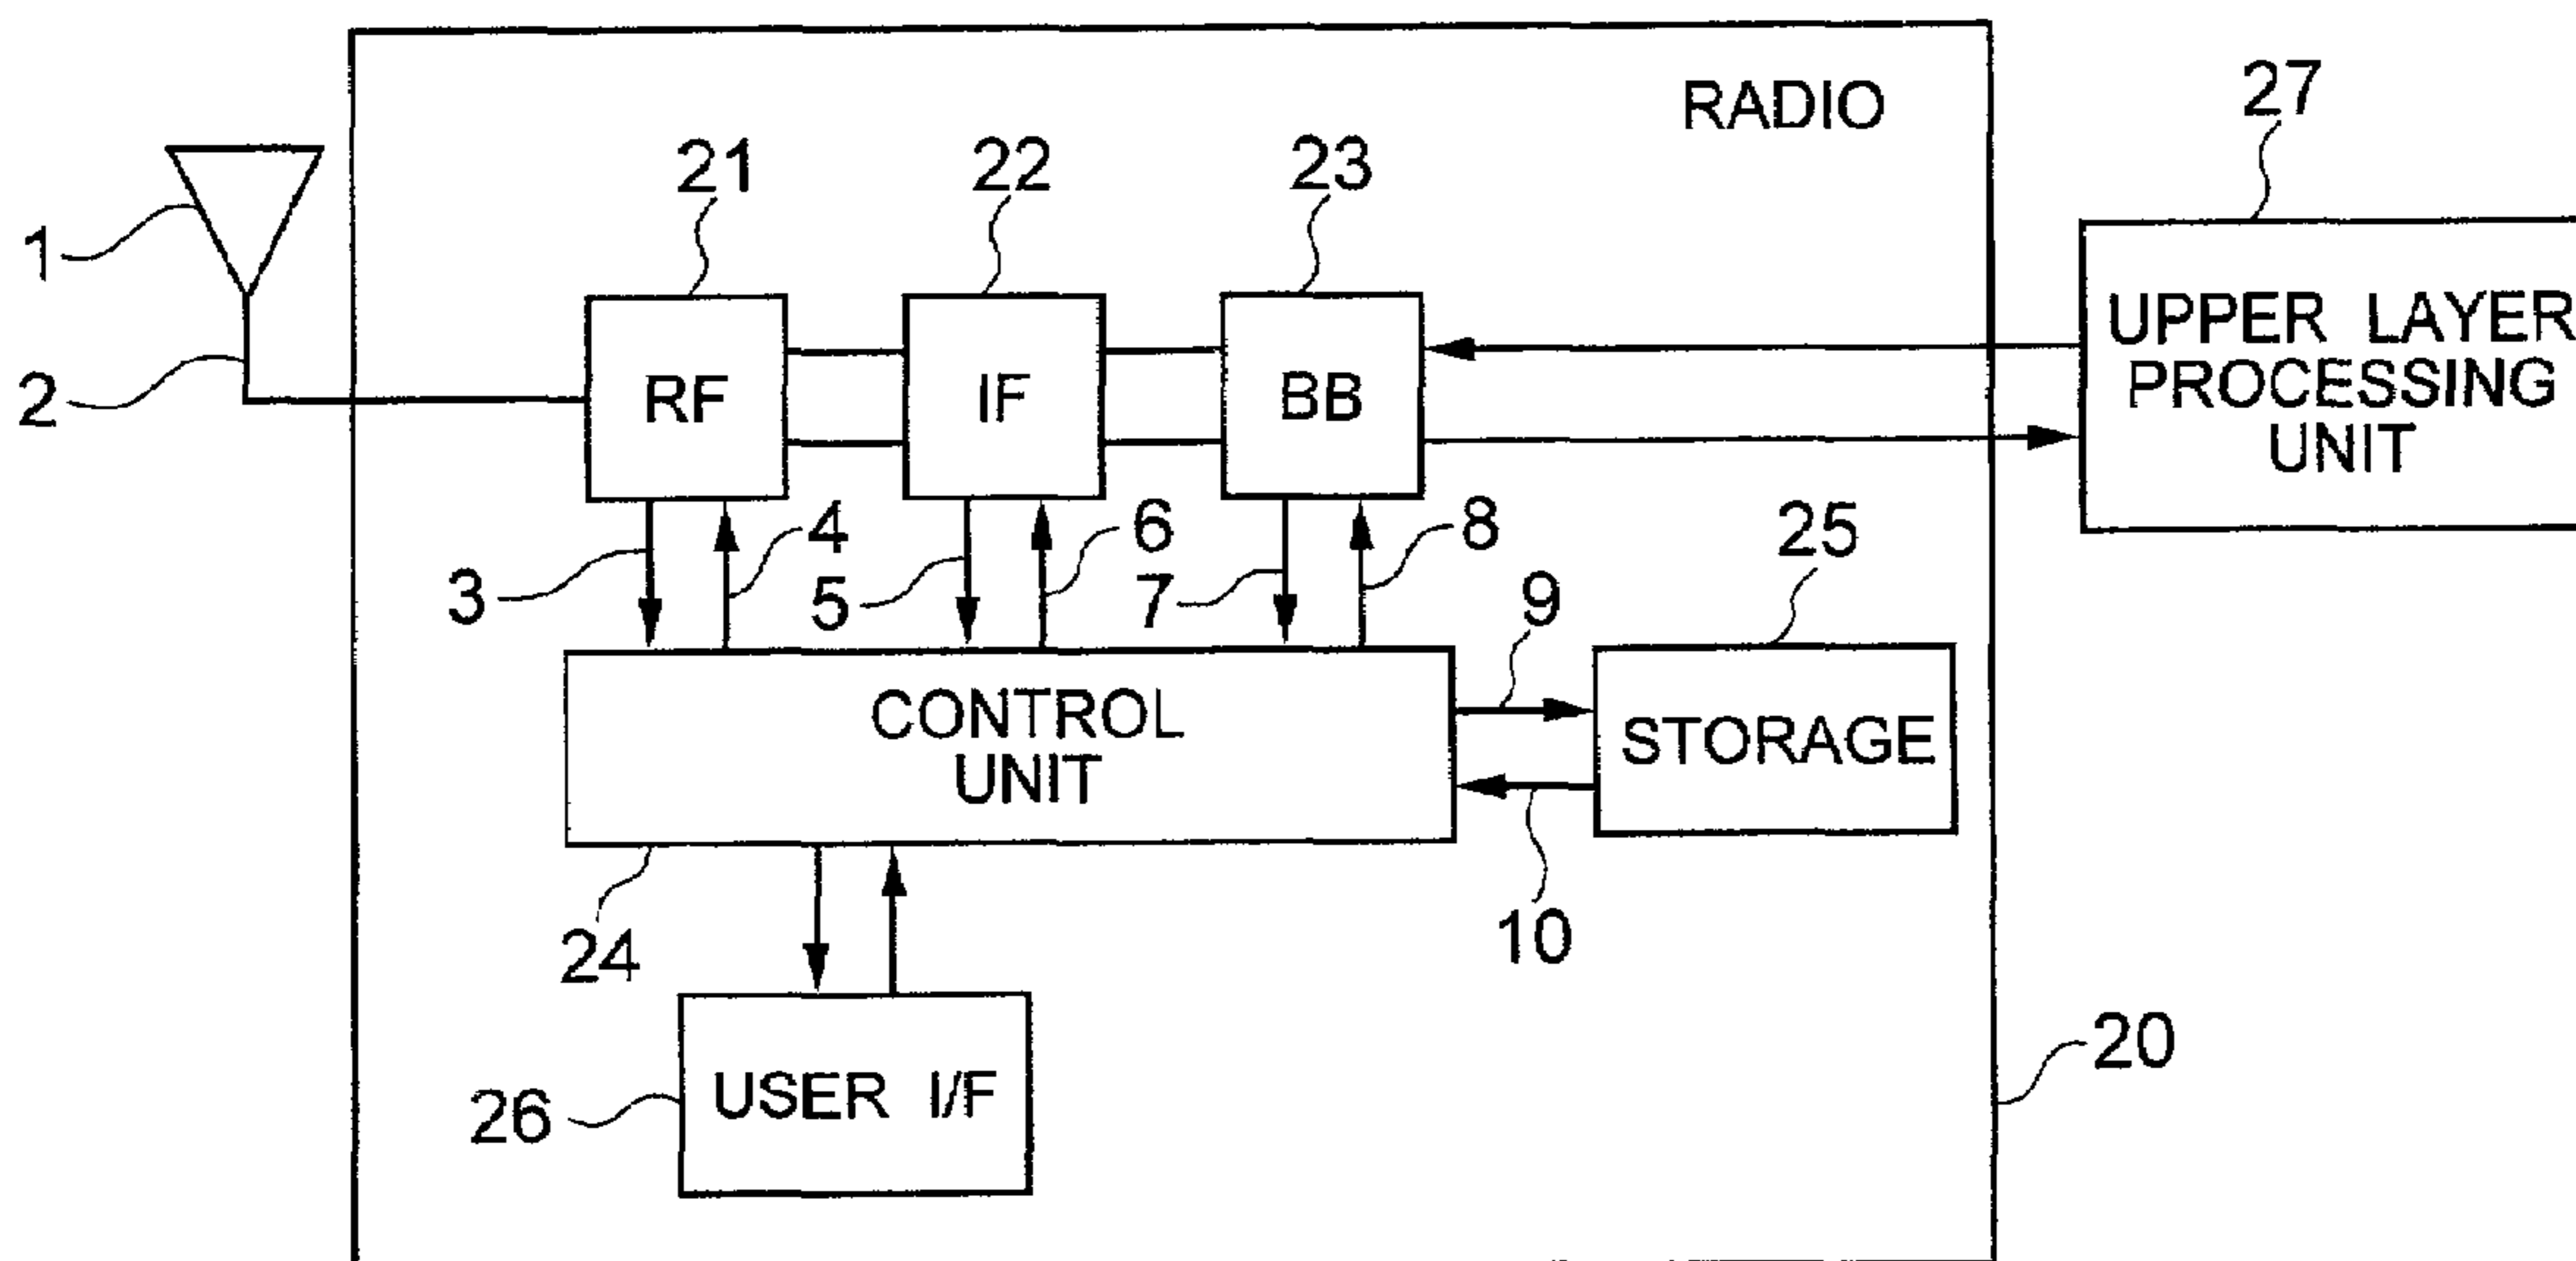 RADIO
27
21
22
23
1
UPPER LAYER
PROCESSING
UNIT
RF
IF
BB
2
4
6
8
25
3
5
7
9
CONTROL
UNIT
STORAGE
10
24
20
26
USER I/F